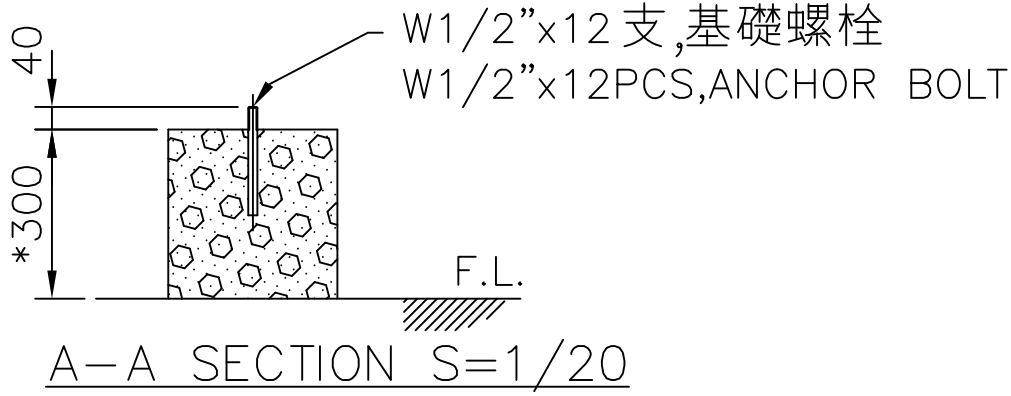 W1/2”x12支,基礎螺栓
W1/2”x12PCS,ANCHOR BOLT
40
*300
F.L.
A-A SECTION S=1/20